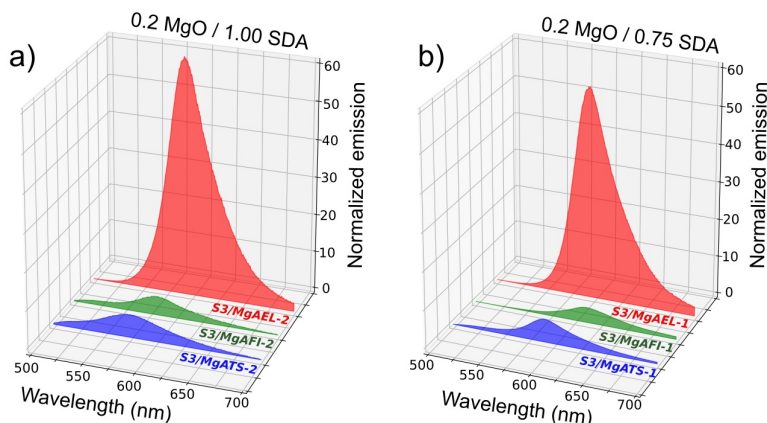 a)
0.2 MgO / 1.00 SDA
60
50
40
30
20
10
0
Normalized emission
S3/MgAEL-2
S3/MgAFI-2
S3/MgATS-2
500
550
600
650
700
Wavelength (nm)
b)
0.2 MgO / 0.75 SDA
60
50
40
30
20
10
0
Normalized emission
S3/MgAEL-1
S3/MgAFI-1
S3/MgATS-1
500
550
600
650
700
Wavelength (nm)